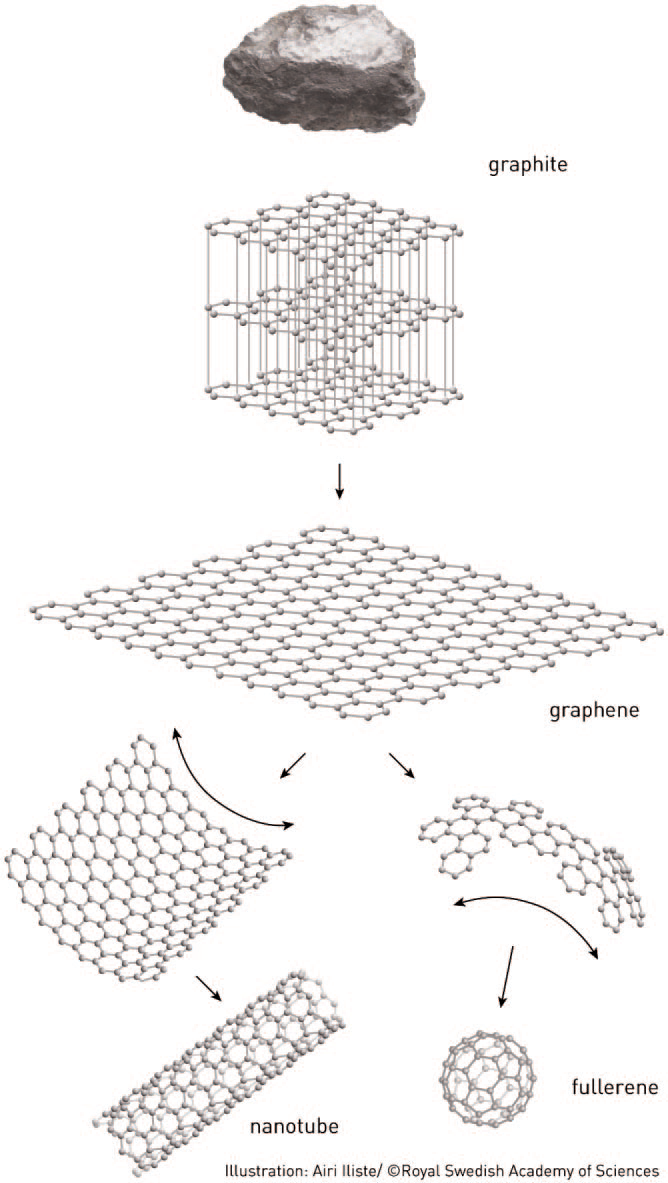 graphite
graphene
nanotube
fullerene
Illustration: Airi Iliste/ ©Royal Swedish Academy of Sciences